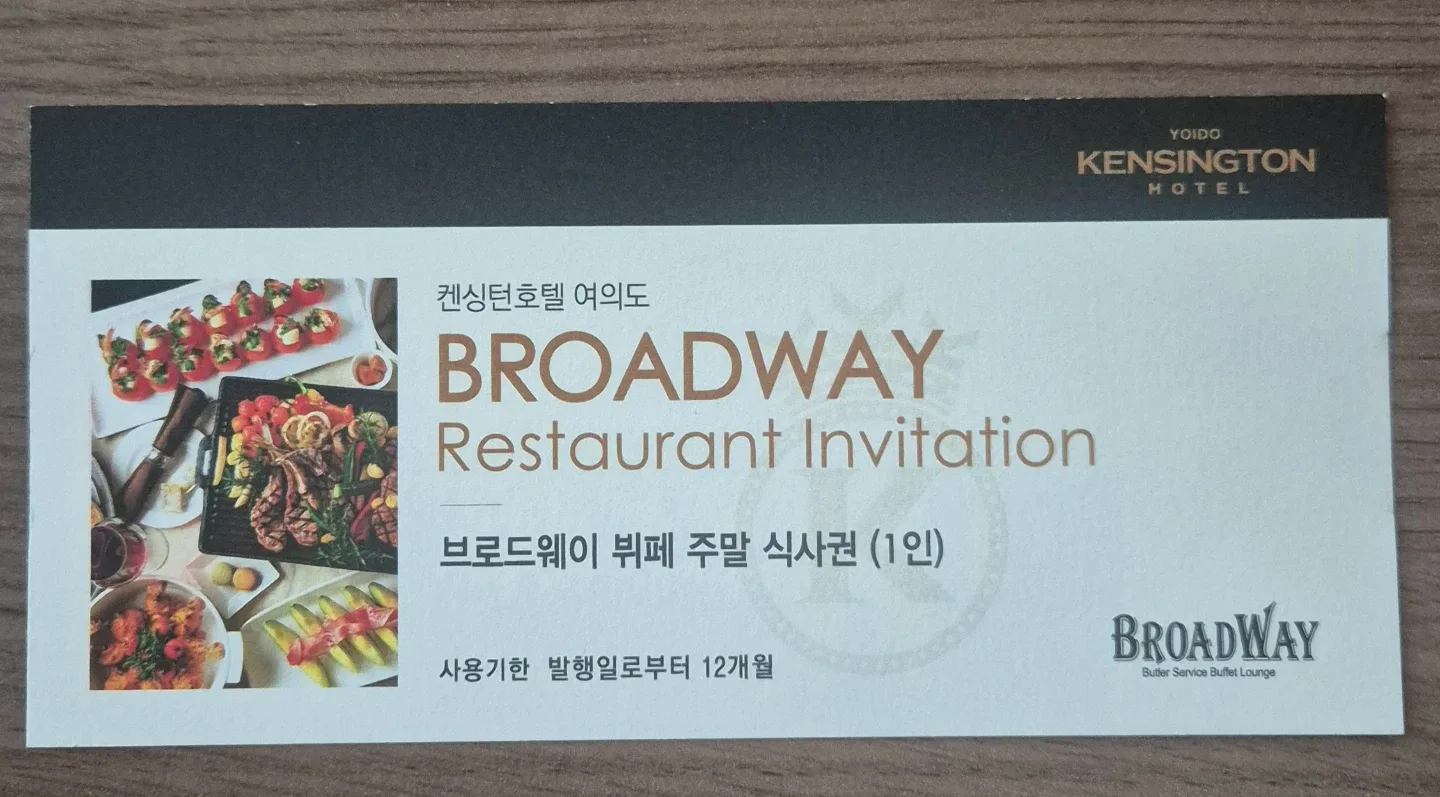 YOIDO
KENSINGTON
HOTEL
켄싱턴호텔 여의도
BROADWAY
Restaurant Invitation
브로드웨이 뷔페 주말 식사권 (1인)
사용기한 발행일로부터 12개월
BROADWAY
Butler Service Buffet Lounge